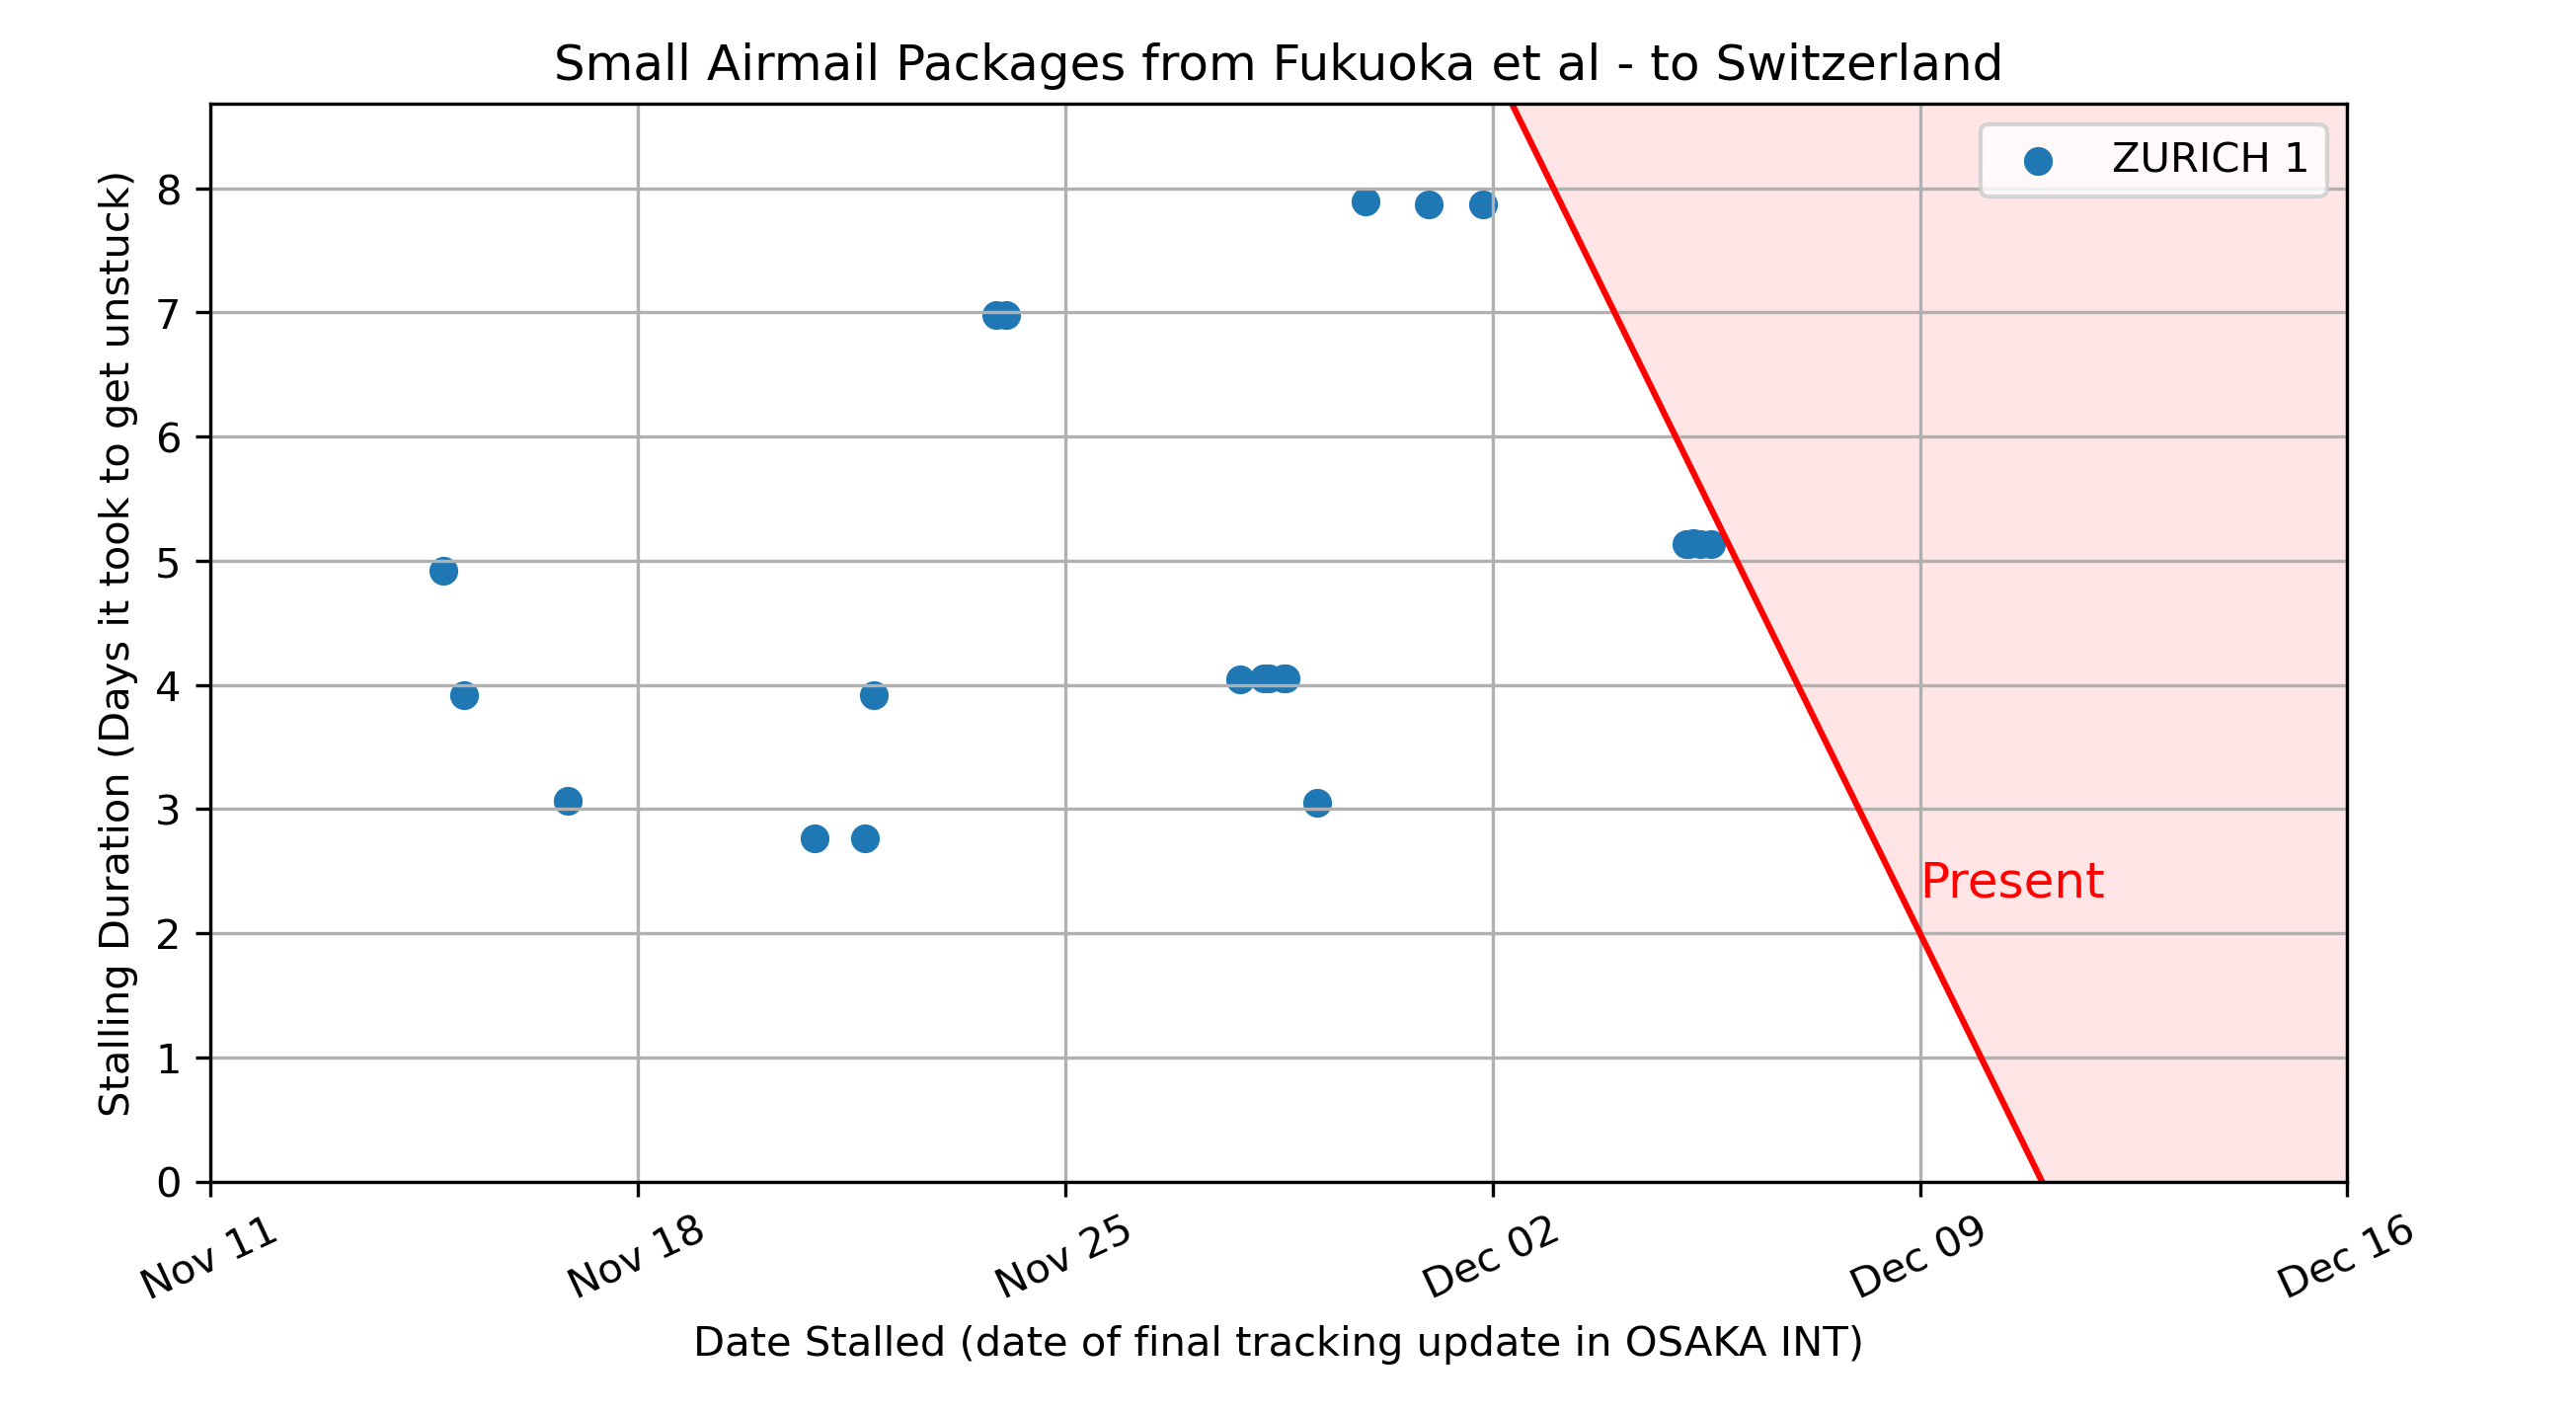 Small Airmail Packages from Fukuoka et al - to Switzerland
ZURICH 1
Stalling Duration (Days it took to get unstuck)
8
7
6
5
4
3
2
1
0
Present
Nov 11
Nov 18
Nov 25
Dec 02
Dec 09
Dec 16
Date Stalled (date of final tracking update in OSAKA INT)